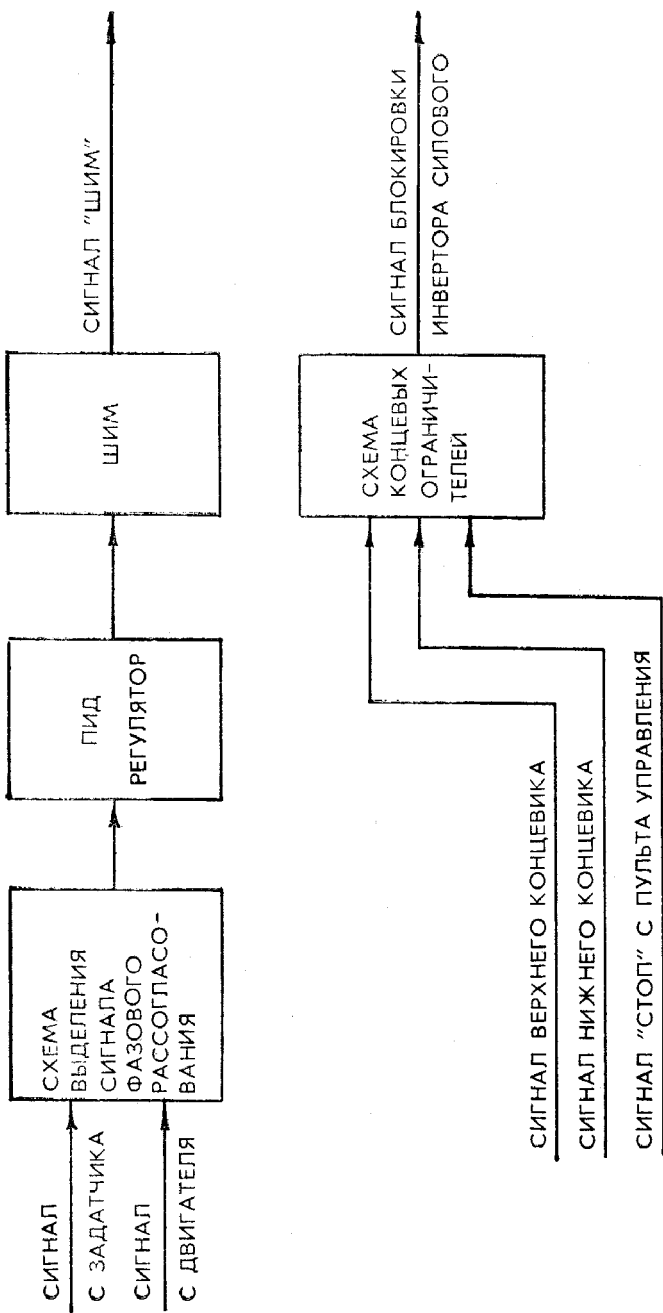 СИГНАЛ
С ЗАДАТЧИКА
СИГНАЛ
С ДВИГАТЕЛЯ
СХЕМА
ВЫДЕЛЕНИЯ
СИГНАЛА
ФАЗОВОГО
РАССОГЛАСО-
ВАНИЯ
ПИД
РЕГУЛЯТОР
ШИМ
СИГНАЛ "ШИМ"
СИГНАЛ ВЕРХНЕГО КОНЦЕВИКА
СИГНАЛ НИЖНЕГО КОНЦЕВИКА
СИГНАЛ "СТОП" С ПУЛЬТА УПРАВЛЕНИЯ
СХЕМА
КОНЦЕВЫХ
ОГРАНИЧИ-
ТЕЛЕЙ
СИГНАЛ БЛОКИРОВКИ
ИНВЕРТОРА СИЛОВОГО